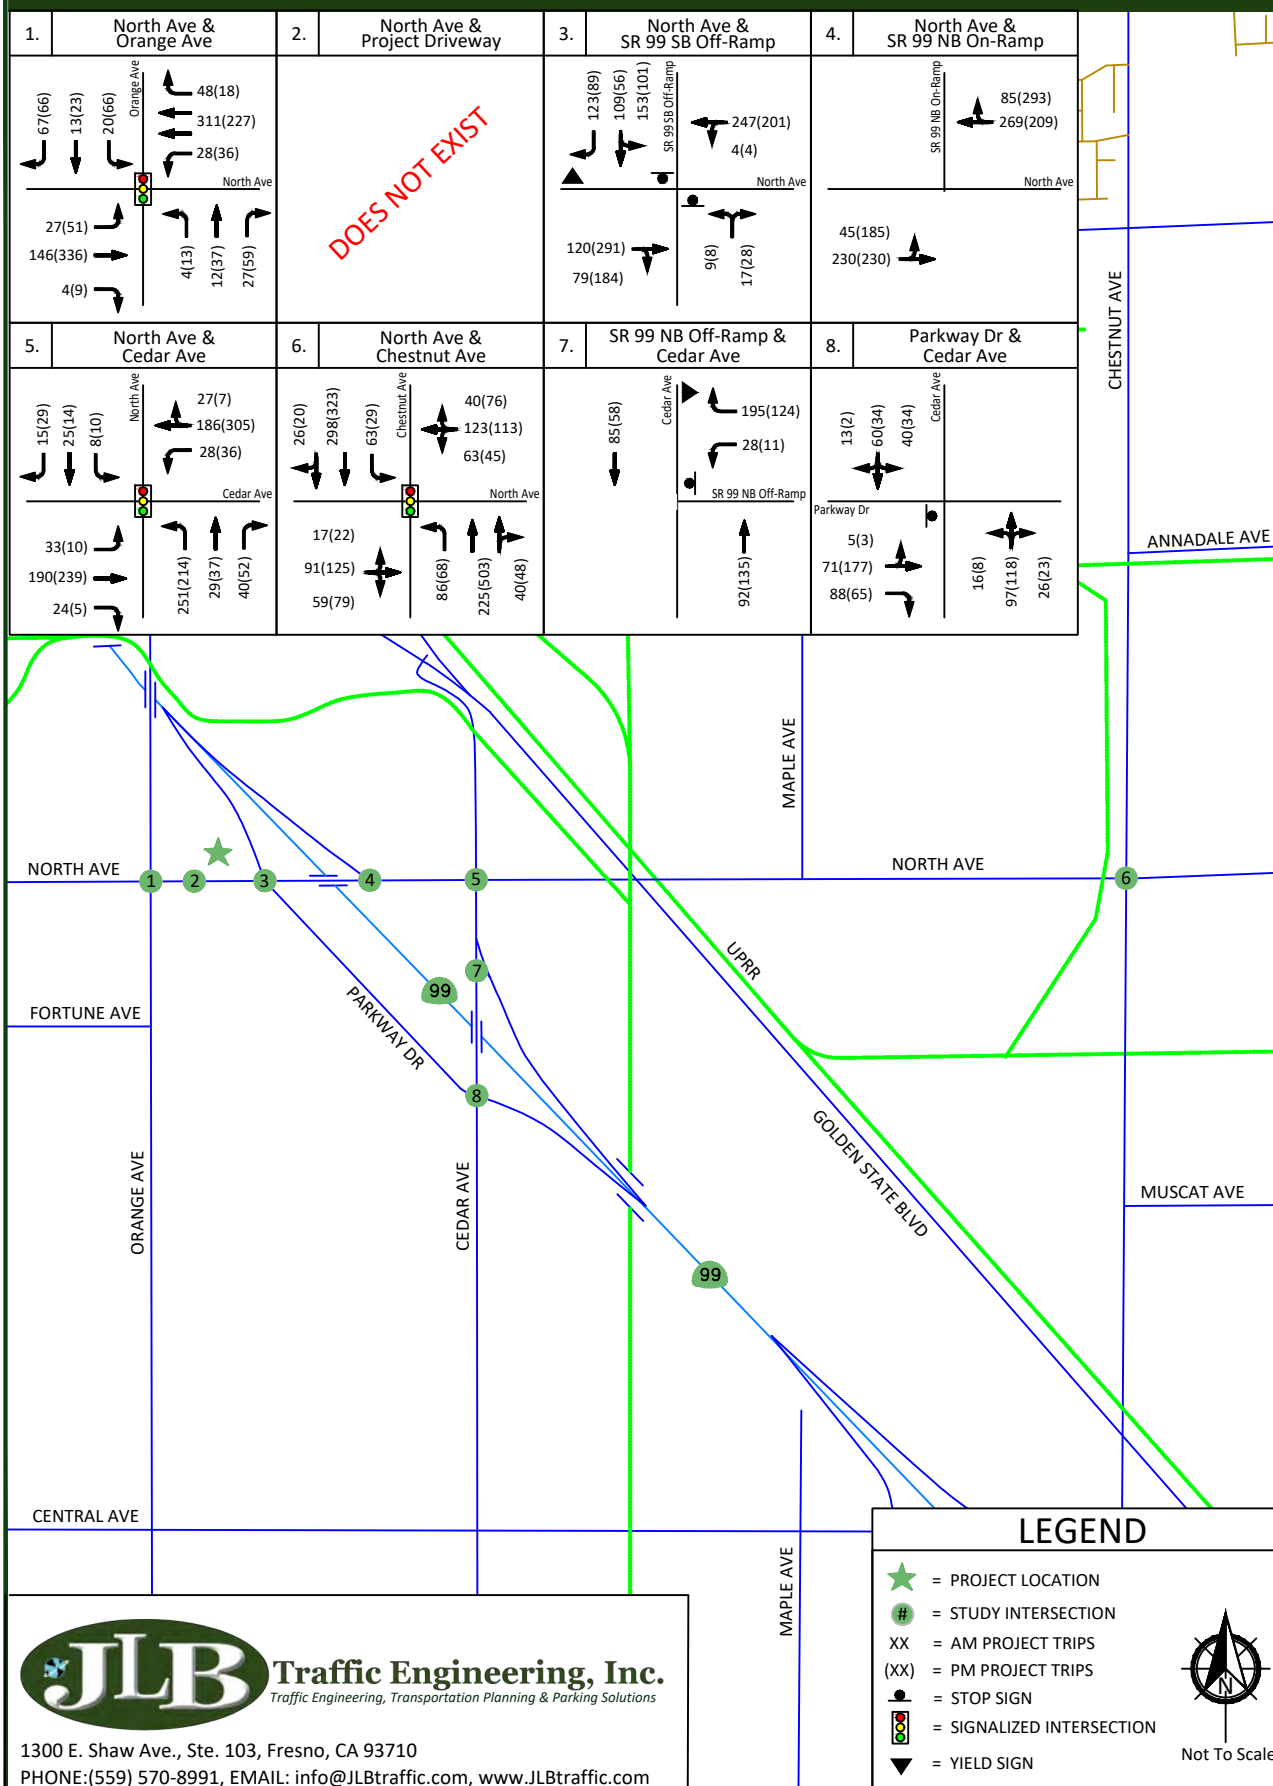 1.
North Ave &
Orange Ave
67(66)
13(23)
20(66)
Orange Ave
48(18)
311(227)
28(36)
North Ave
27(51)
146(336)
4(9)
4(13)
12(37)
27(59)
2.
North Ave &
Project Driveway
DOES NOT EXIST
3.
North Ave &
SR 99 SB Off-Ramp
123(89)
109(56)
153(101)
SR 99 SB Off-Ramp
247(201)
4(4)
North Ave
120(291)
79(184)
9(8)
17(28)
4.
North Ave &
SR 99 NB On-Ramp
SR 99 NB On-Ramp
85(293)
269(209)
North Ave
45(185)
230(230)
5.
North Ave &
Cedar Ave
15(29)
25(14)
8(10)
North Ave
27(7)
186(305)
28(36)
Cedar Ave
33(10)
190(239)
24(5)
251(214)
29(37)
40(52)
6.
North Ave &
Chestnut Ave
26(20)
298(323)
63(29)
Chestnut Ave
40(76)
123(113)
63(45)
North Ave
17(22)
91(125)
59(79)
86(68)
225(503)
40(48)
7.
SR 99 NB Off-Ramp &
Cedar Ave
85(58)
Cedar Ave
195(124)
28(11)
SR 99 NB Off-Ramp
92(135)
8.
Parkway Dr &
Cedar Ave
13(2)
60(34)
40(34)
Cedar Ave
Parkway Dr
5(3)
71(177)
88(65)
16(8)
97(118)
26(23)
CHESTNUT AVE
ANNADALE AVE
MAPLE AVE
NORTH AVE
NORTH AVE
1
2
3
4
5
6
7
8
99
UPRR
PARKWAY DR
FORTUNE AVE
GOLDEN STATE BLVD
ORANGE AVE
CEDAR AVE
MUSCAT AVE
99
CENTRAL AVE
MAPLE AVE
LEGEND
= PROJECT LOCATION
# = STUDY INTERSECTION
XX = AM PROJECT TRIPS
(XX) = PM PROJECT TRIPS
= STOP SIGN
= SIGNALIZED INTERSECTION
= YIELD SIGN
N
Not To Scale
JLB
Traffic Engineering, Inc.
Traffic Engineering, Transportation Planning & Parking Solutions
1300 E. Shaw Ave., Ste. 103, Fresno, CA 93710
PHONE:(559) 570-8991, EMAIL: info@JLBtraffic.com, www.JLBtraffic.com